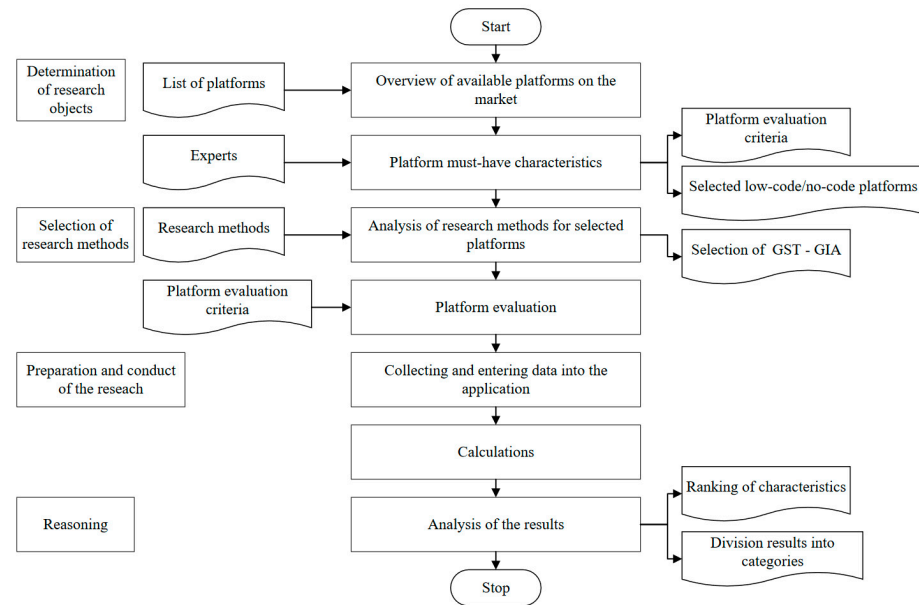 Start
Determination
of research
objects
List of platforms
Overview of available platforms on the
market
Experts
Platform must-have characteristics
Platform evaluation
criteria
Selected low-code/no-code platforms
Selection of
research methods
Research methods
Analysis of research methods for selected
platforms
Selection of GST - GIA
Platform evaluation
criteria
Platform evaluation
Preparation and conduct
of the reseach
Collecting and entering data into the
application
Calculations
Reasoning
Analysis of the results
Ranking of characteristics
Division results into
categories
Stop